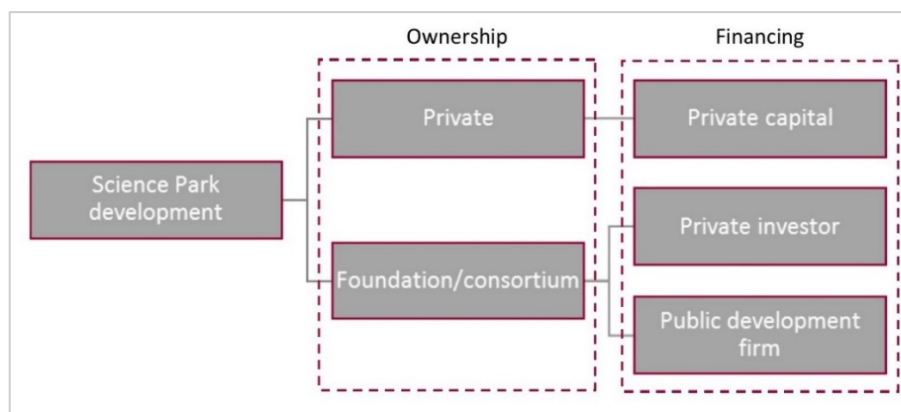 Ownership
Financing
Science Park
development
Private
Foundation/consortium
Private capital
Private investor
Public development
firm